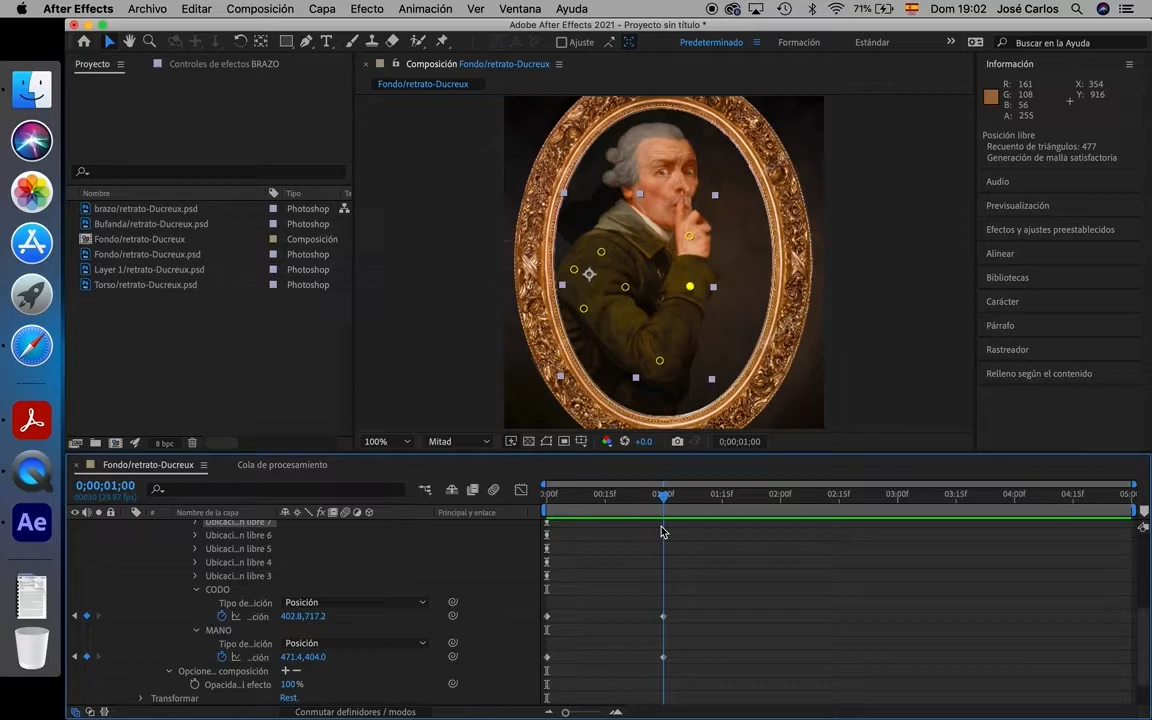 After Effects Archivo Editar Composición Capa Efecto Animación Ver Ventana Ayuda 71% Dom 19:02 José Carlos
Adobe After Effects 2021 - Proyecto sin título *
Ajuste Predeterminado Formación Estándar Buscar en la Ayuda
Proyecto Controles de efectos BRAZO
Composición Fondo/retrato-Ducreux
Fondo/retrato-Ducreux
Información
R: 161 X: 354
G: 108 Y: 916
B: 56
A: 255
Posición libre
Recuento de triángulos: 477
Generación de malla satisfactoria
Audio
Previsualización
Efectos y ajustes preestablecidos
Alinear
Bibliotecas
Carácter
Párrafo
Rastreador
Relleno según el contenido
Nombre Tipo Ta
brazo/retrato-Ducreux.psd Photoshop
Bufanda/retrato-Ducreux.psd Photoshop
Fondo/retrato-Ducreux Composición
Fondo/retrato-Ducreux.psd Photoshop
Layer 1/retrato-Ducreux.psd Photoshop
Torso/retrato-Ducreux.psd Photoshop
8 bpc
100% Mitad +0.0 0;00;01;00
Fondo/retrato-Ducreux Cola de procesamiento
0;00;01;00
00030 (29.97 fps)
0:00f 00:15f 01:00f 01:15f 02:00f 02:15f 03:00f 03:15f 04:00f 04:15f 05:0
# Nombre de la capa fx Principal y enlace
Ubicaci...n libre 7
Ubicaci...n libre 6
Ubicaci...n libre 5
Ubicaci...n libre 4
Ubicaci...n libre 3
CODO
Tipo de...ición Posición
...ción 402.8,717.2
MANO
Tipo de...ición Posición
...ción 471.4,404.0
Opcione... composición + −
Opacida...l efecto 100%
Transformar Rest.
Conmutar definidores / modos
Ae